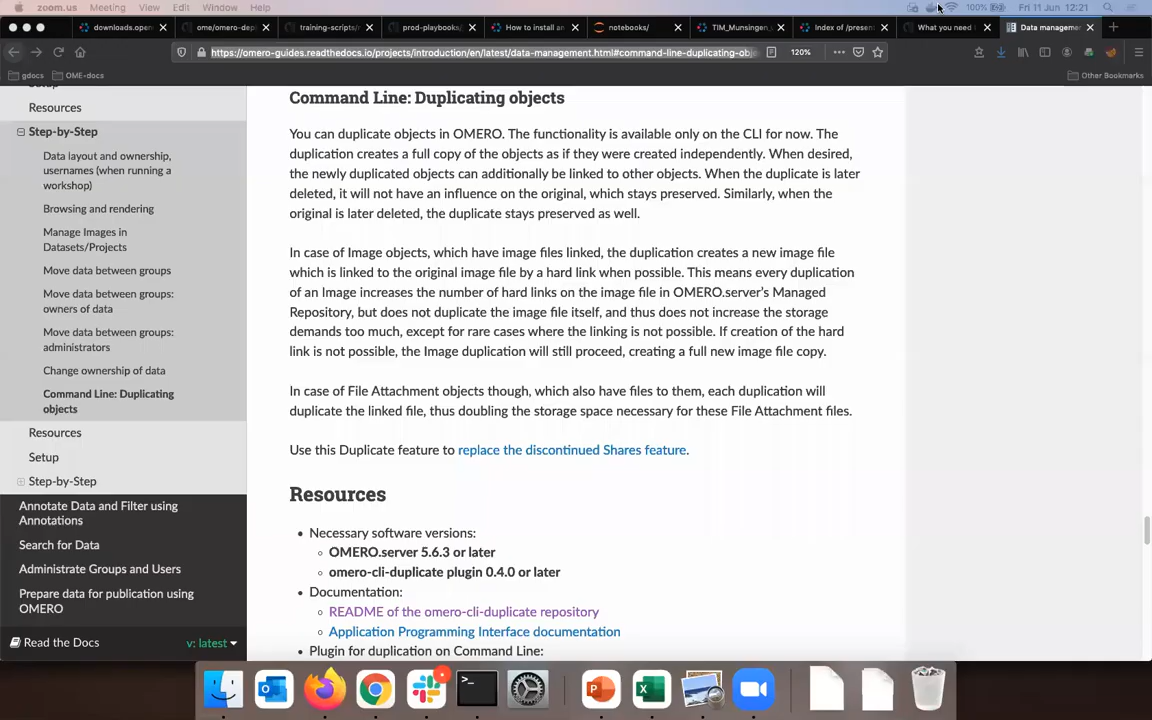 zoom.us Meeting View Edit Window Help 100% Fri 11 Jun 12:21
downloads.open ome/omero-dep training-scripts/ prod-playbooks/ How to install an notebooks/ TIM_Munsingen_ Index of /presen What you need Data managemen
https://omero-guides.readthedocs.io/projects/introduction/en/latest/data-management.html#command-line-duplicating-obj 120%
gdocs OME-docs Other Bookmarks
Resources
Step-by-Step
Data layout and ownership,
usernames (when running a
workshop)
Browsing and rendering
Manage Images in
Datasets/Projects
Move data between groups
Move data between groups:
owners of data
Move data between groups:
administrators
Change ownership of data
Command Line: Duplicating
objects
Resources
Setup
Step-by-Step
Annotate Data and Filter using
Annotations
Search for Data
Administrate Groups and Users
Prepare data for publication using
OMERO
Read the Docs v: latest
Command Line: Duplicating objects
You can duplicate objects in OMERO. The functionality is available only on the CLI for now. The
duplication creates a full copy of the objects as if they were created independently. When desired,
the newly duplicated objects can additionally be linked to other objects. When the duplicate is later
deleted, it will not have an influence on the original, which stays preserved. Similarly, when the
original is later deleted, the duplicate stays preserved as well.
In case of Image objects, which have image files linked, the duplication creates a new image file
which is linked to the original image file by a hard link when possible. This means every duplication
of an Image increases the number of hard links on the image file in OMERO.server's Managed
Repository, but does not duplicate the image file itself, and thus does not increase the storage
demands too much, except for rare cases where the linking is not possible. If creation of the hard
link is not possible, the Image duplication will still proceed, creating a full new image file copy.
In case of File Attachment objects though, which also have files to them, each duplication will
duplicate the linked file, thus doubling the storage space necessary for these File Attachment files.
Use this Duplicate feature to replace the discontinued Shares feature.
Resources
• Necessary software versions:
OMERO.server 5.6.3 or later
omero-cli-duplicate plugin 0.4.0 or later
• Documentation:
README of the omero-cli-duplicate repository
Application Programming Interface documentation
• Plugin for duplication on Command Line: